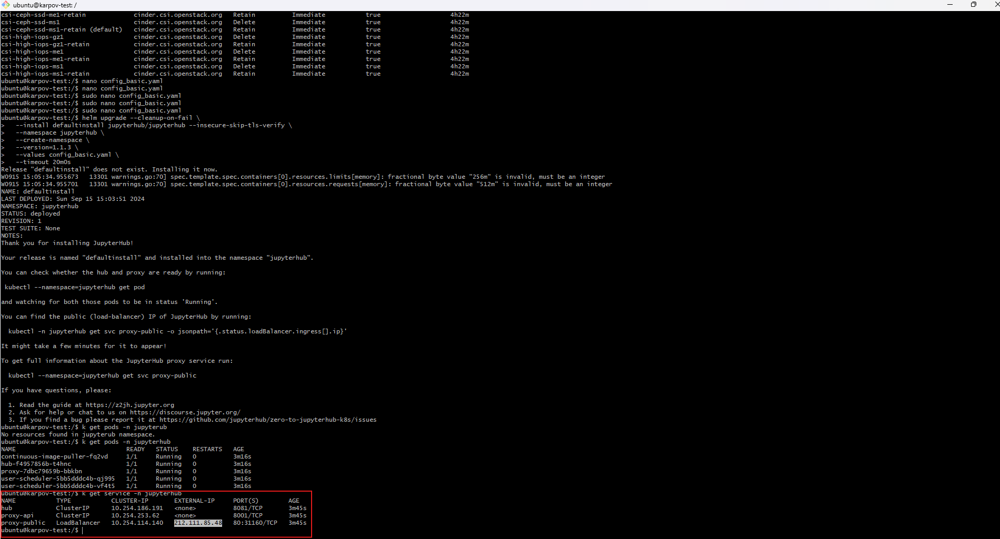 ubuntu@karpov-test: /
csi-ceph-ssd-me1-retain cinder.csi.openstack.org Retain Immediate true 4h22m
csi-ceph-ssd-ms1 cinder.csi.openstack.org Delete Immediate true 4h22m
csi-ceph-ssd-ms1-retain (default) cinder.csi.openstack.org Retain Immediate true 4h22m
csi-high-iops-gz1 cinder.csi.openstack.org Delete Immediate true 4h22m
csi-high-iops-gz1-retain cinder.csi.openstack.org Retain Immediate true 4h22m
csi-high-iops-me1 cinder.csi.openstack.org Delete Immediate true 4h22m
csi-high-iops-me1-retain cinder.csi.openstack.org Retain Immediate true 4h22m
csi-high-iops-ms1 cinder.csi.openstack.org Delete Immediate true 4h22m
csi-high-iops-ms1-retain cinder.csi.openstack.org Retain Immediate true 4h22m
ubuntu@karpov-test:/$ nano config_basic.yaml
ubuntu@karpov-test:/$ nano config_basic.yaml
ubuntu@karpov-test:/$ sudo nano config_basic.yaml
ubuntu@karpov-test:/$ sudo nano config_basic.yaml
ubuntu@karpov-test:/$ sudo nano config_basic.yaml
ubuntu@karpov-test:/$ helm upgrade --cleanup-on-fail \
> --install defaultinstall jupyterhub/jupyterhub --insecure-skip-tls-verify \
> --namespace jupyterhub \
> --create-namespace \
> --version=1.1.3 \
> --values config_basic.yaml \
> --timeout 20m0s
Release "defaultinstall" does not exist. Installing it now.
W0915 15:05:34.955673 13301 warnings.go:70] spec.template.spec.containers[0].resources.limits[memory]: fractional byte value "256m" is invalid, must be an integer
W0915 15:05:34.955701 13301 warnings.go:70] spec.template.spec.containers[0].resources.requests[memory]: fractional byte value "512m" is invalid, must be an integer
NAME: defaultinstall
LAST DEPLOYED: Sun Sep 15 15:03:51 2024
NAMESPACE: jupyterhub
STATUS: deployed
REVISION: 1
TEST SUITE: None
NOTES:
Thank you for installing JupyterHub!
Your release is named "defaultinstall" and installed into the namespace "jupyterhub".
You can check whether the hub and proxy are ready by running:
kubectl --namespace=jupyterhub get pod
and watching for both those pods to be in status 'Running'.
You can find the public (load-balancer) IP of JupyterHub by running:
kubectl -n jupyterhub get svc proxy-public -o jsonpath='{.status.loadBalancer.ingress[].ip}'
It might take a few minutes for it to appear!
To get full information about the JupyterHub proxy service run:
kubectl --namespace=jupyterhub get svc proxy-public
If you have questions, please:
1. Read the guide at https://z2jh.jupyter.org
2. Ask for help or chat to us on https://discourse.jupyter.org/
3. If you find a bug please report it at https://github.com/jupyterhub/zero-to-jupyterhub-k8s/issues
ubuntu@karpov-test:/$ k get pods -n jupyterub
No resources found in jupyterub namespace.
ubuntu@karpov-test:/$ k get pods -n jupyterhub
NAME READY STATUS RESTARTS AGE
continuous-image-puller-fq2vd 1/1 Running 0 3m16s
hub-f4957856b-t4hnc 1/1 Running 0 3m16s
proxy-7dbc79659b-bbkbn 1/1 Running 0 3m16s
user-scheduler-5bb5dddc4b-qj995 1/1 Running 0 3m16s
user-scheduler-5bb5dddc4b-vf4t5 1/1 Running 0 3m16s
ubuntu@karpov-test:/$ k get service -n jupyterhub
NAME TYPE CLUSTER-IP EXTERNAL-IP PORT(S) AGE
hub ClusterIP 10.254.186.191 <none> 8081/TCP 3m45s
proxy-api ClusterIP 10.254.253.62 <none> 8001/TCP 3m45s
proxy-public LoadBalancer 10.254.114.140 212.111.85.48 80:31160/TCP 3m45s
ubuntu@karpov-test:/$